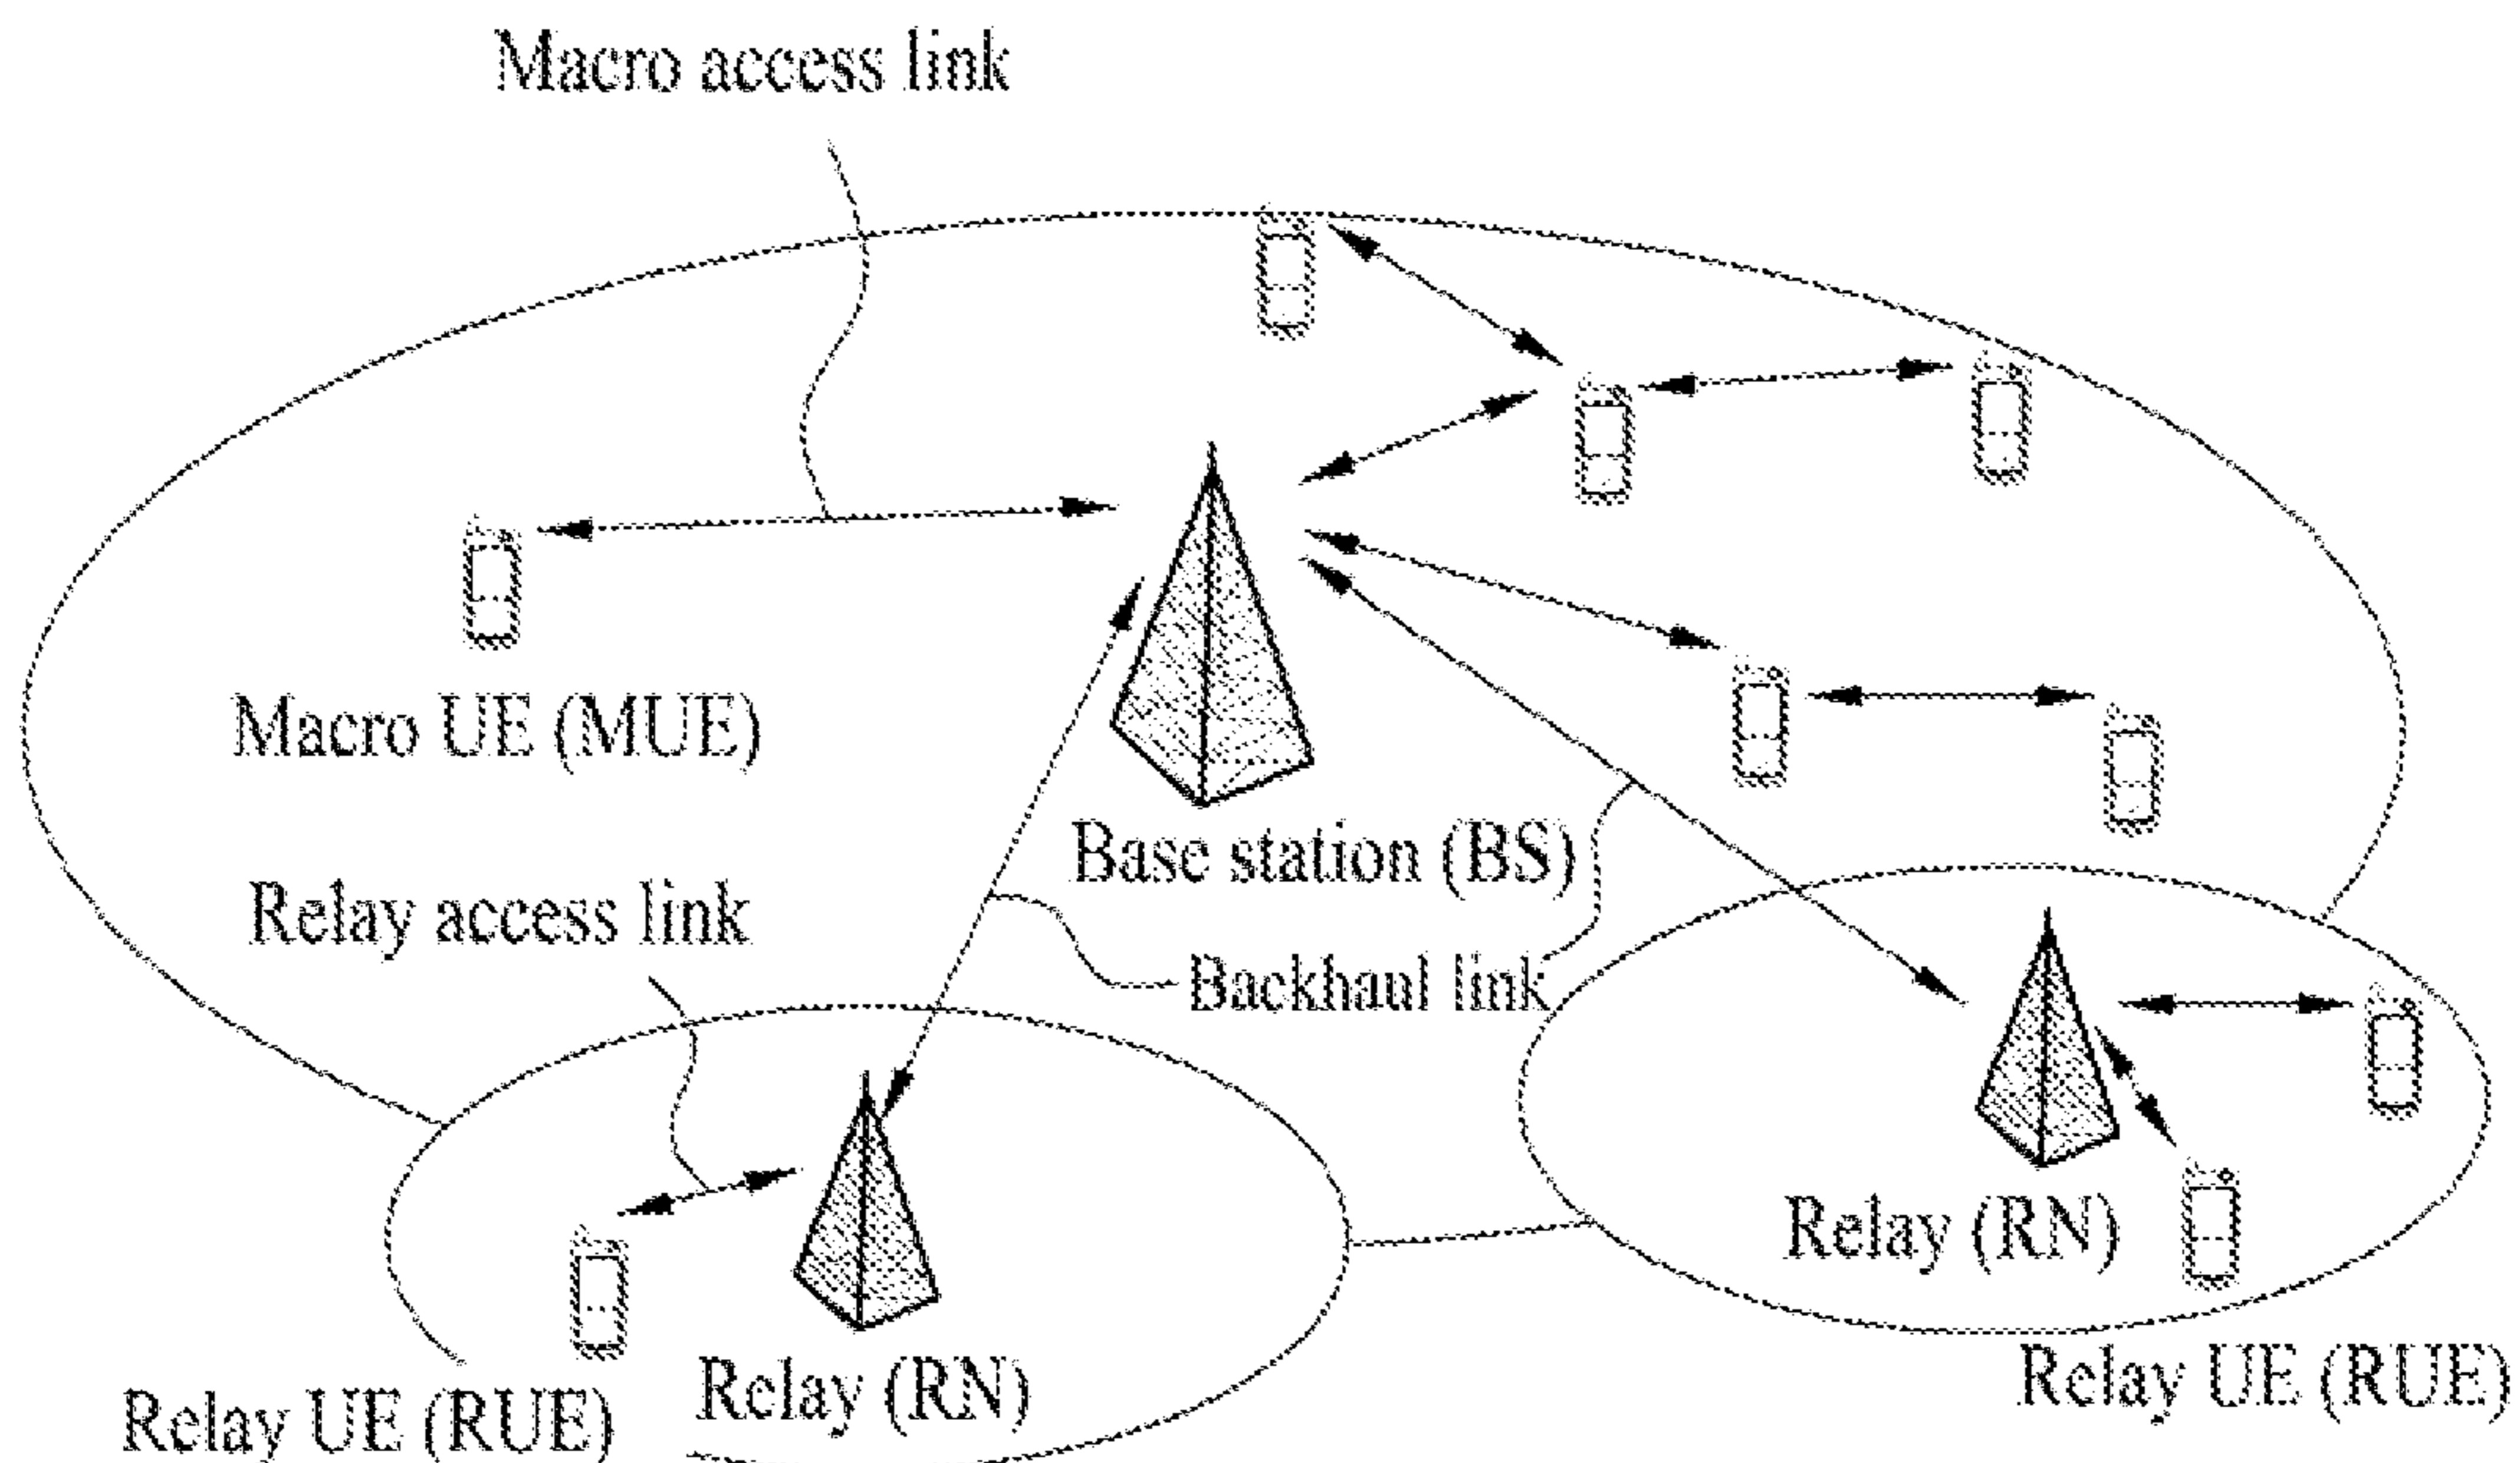 Macro access link
Macro UE (MUE)
Base station (BS)
Relay access link
Backhaul link
Relay (RN)
Relay UE (RUE)
Relay (RN)
Relay UE (RUE)